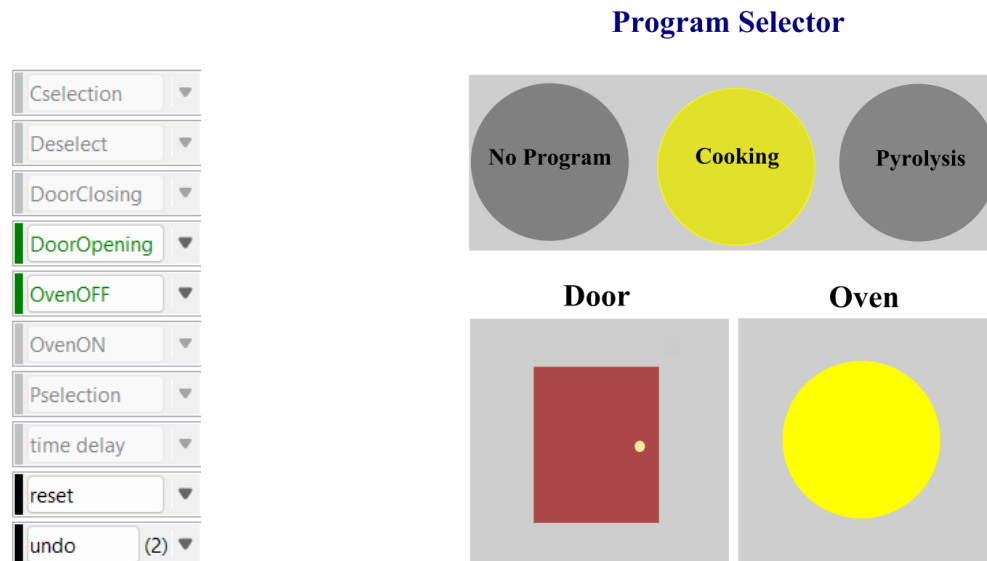 Program Selector
Cselection
Deselect
DoorClosing
DoorOpening
OvenOFF
OvenON
Pselection
time delay
reset
undo (2)
No Program
Cooking
Pyrolysis
Door
Oven